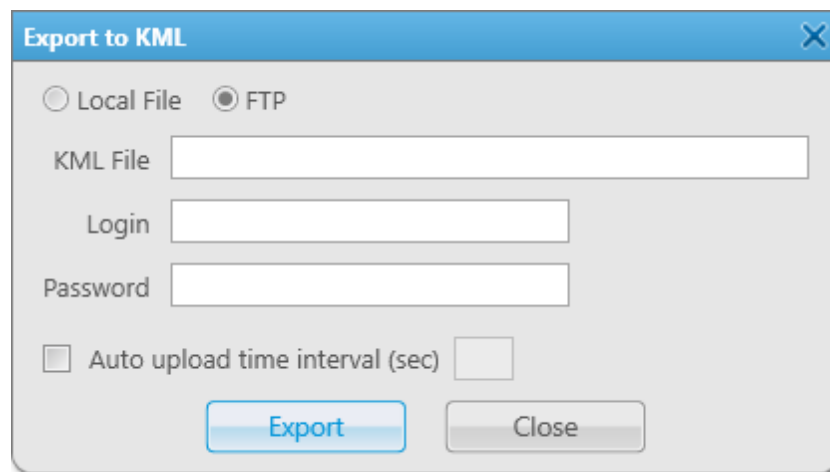 Export to KML
Local File FTP
KML File
Login
Password
Auto upload time interval (sec)
Export Close